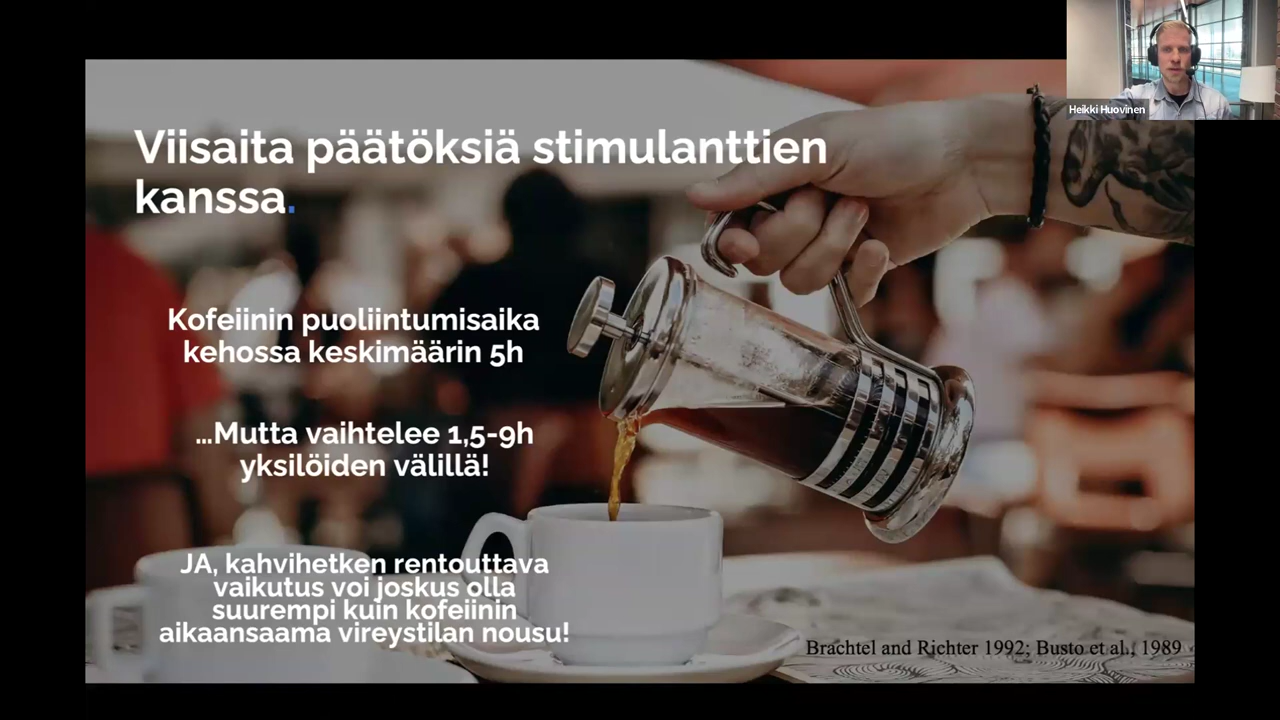 Heikki Huovinen
Viisaita päätöksiä stimulanttien
kanssa.
Kofeiinin puoliintumisaika
kehossa keskimäärin 5h
...Mutta vaihtelee 1,5-9h
yksilöiden välillä!
JA, kahvihetken rentouttava
vaikutus voi joskus olla
suurempi kuin kofeiinin
aikaansaama vireystilan nousu!
Brachtel and Richter 1992; Busto et al., 1989